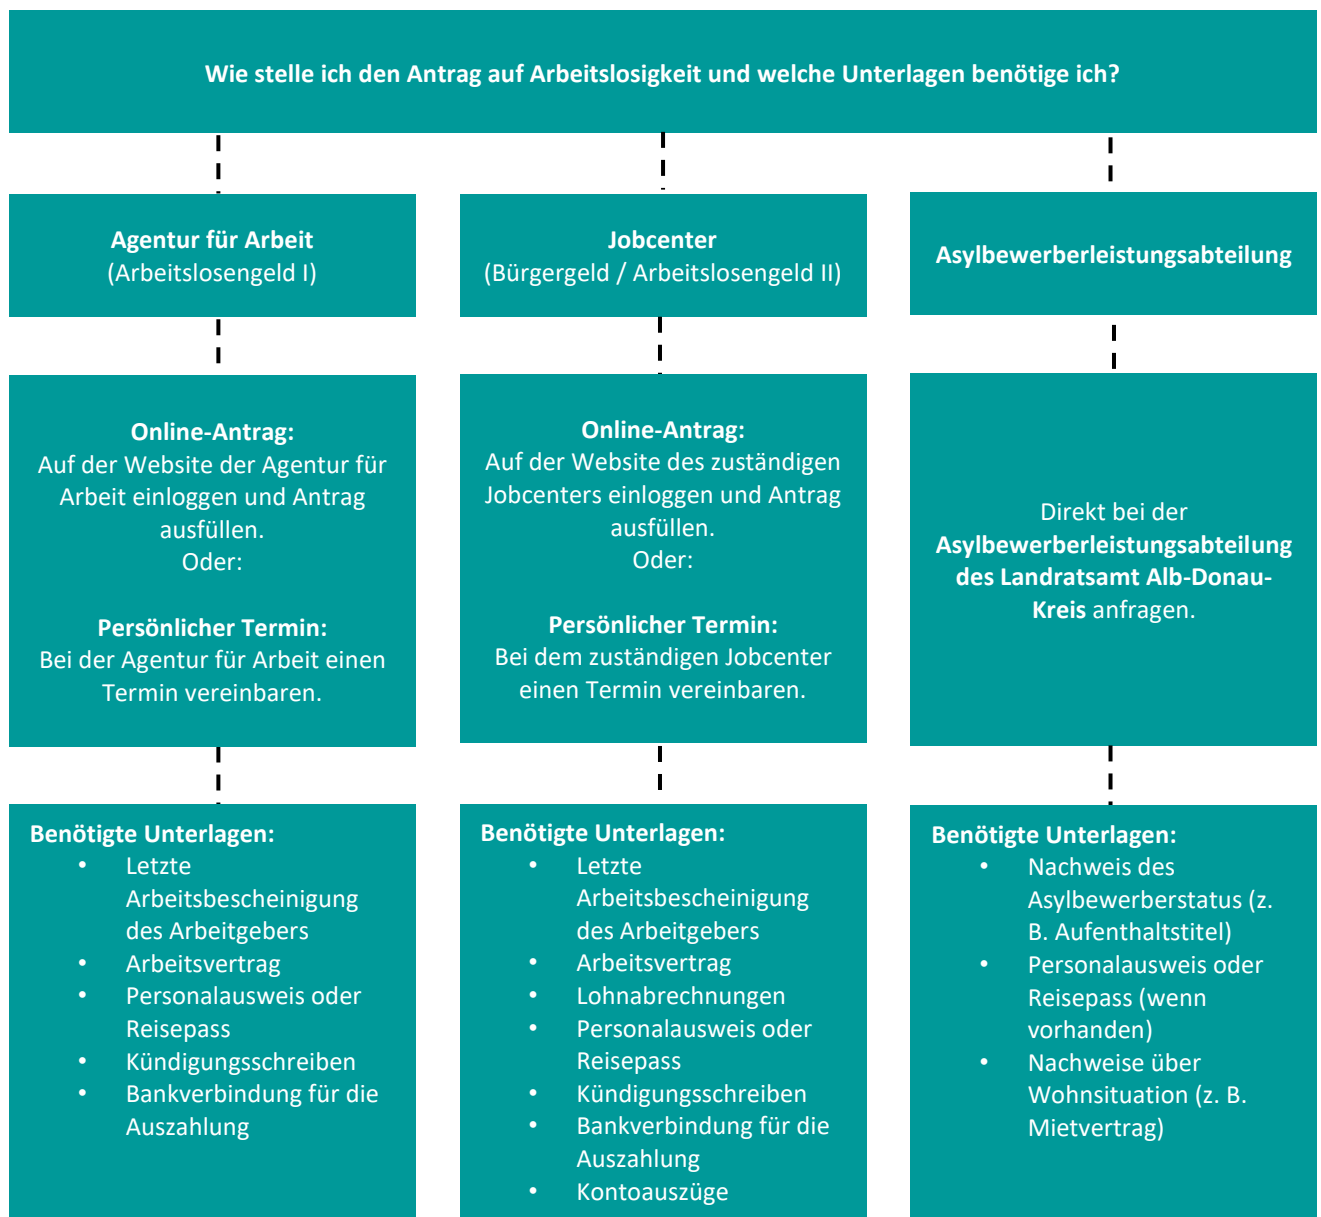 Wie stelle ich den Antrag auf Arbeitslosigkeit und welche Unterlagen benötige ich?
Agentur für Arbeit
(Arbeitslosengeld I)
Jobcenter
(Bürgergeld / Arbeitslosengeld II)
Asylbewerberleistungsabteilung
Online-Antrag:
Auf der Website der Agentur für
Arbeit einloggen und Antrag
ausfüllen.
Oder:
Persönlicher Termin:
Bei der Agentur für Arbeit einen
Termin vereinbaren.
Online-Antrag:
Auf der Website des zuständigen
Jobcenters einloggen und Antrag
ausfüllen.
Oder:
Persönlicher Termin:
Bei dem zuständigen Jobcenter
einen Termin vereinbaren.
Direkt bei der
Asylbewerberleistungsabteilung
des Landratsamt Alb-Donau-
Kreis anfragen.
Benötigte Unterlagen:
• Letzte
Arbeitsbescheinigung
des Arbeitgebers
• Arbeitsvertrag
• Personalausweis oder
Reisepass
• Kündigungsschreiben
• Bankverbindung für die
Auszahlung
Benötigte Unterlagen:
• Letzte
Arbeitsbescheinigung
des Arbeitgebers
• Arbeitsvertrag
• Lohnabrechnungen
• Personalausweis oder
Reisepass
• Kündigungsschreiben
• Bankverbindung für die
Auszahlung
• Kontoauszüge
Benötigte Unterlagen:
• Nachweis des
Asylbewerberstatus (z.
B. Aufenthaltstitel)
• Personalausweis oder
Reisepass (wenn
vorhanden)
• Nachweise über
Wohnsituation (z. B.
Mietvertrag)